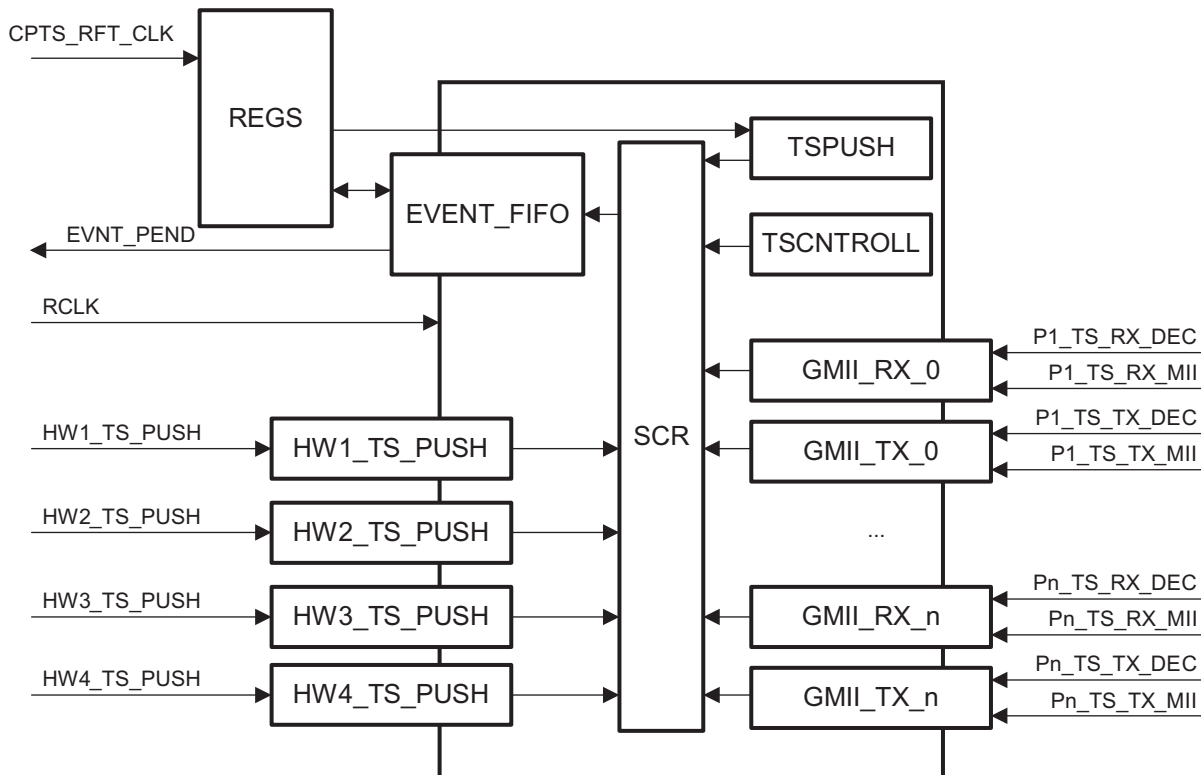 CPTS_RFT_CLK
REGS
TSPUSH
EVENT_FIFO
EVNT_PEND
TSCNTROLL
RCLK
P1_TS_RX_DEC
GMII_RX_0
P1_TS_RX_MII
P1_TS_TX_DEC
HW1_TS_PUSH
HW1_TS_PUSH
SCR
GMII_TX_0
P1_TS_TX_MII
HW2_TS_PUSH
HW2_TS_PUSH
...
Pn_TS_RX_DEC
HW3_TS_PUSH
HW3_TS_PUSH
GMII_RX_n
Pn_TS_RX_MII
Pn_TS_TX_DEC
HW4_TS_PUSH
HW4_TS_PUSH
GMII_TX_n
Pn_TS_TX_MII